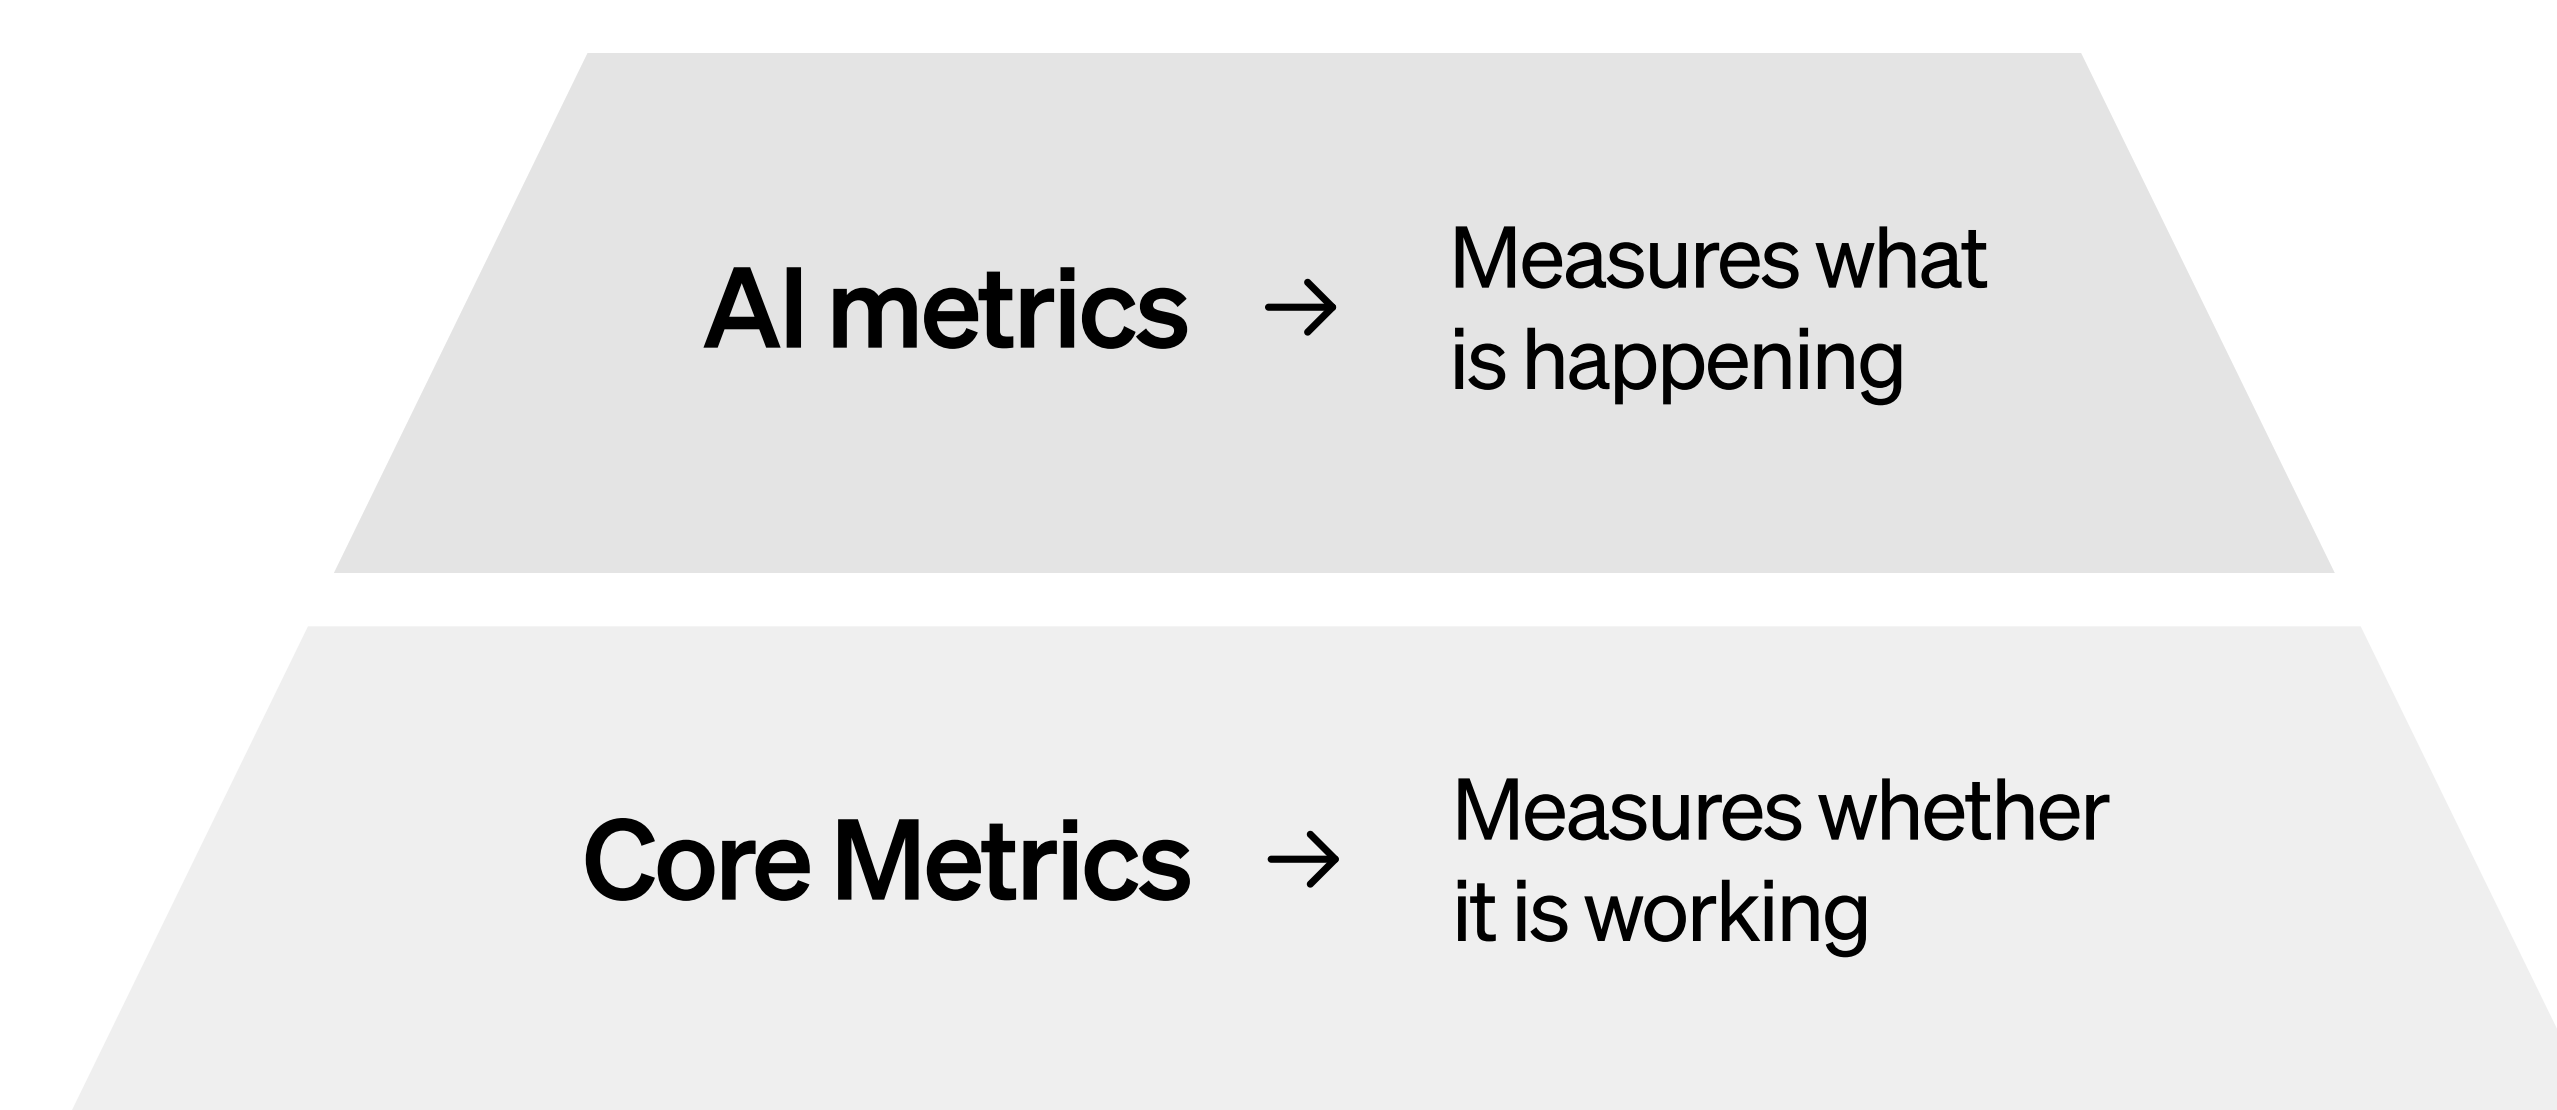 AI metrics → Measures what
is happening
Core Metrics → Measures whether
it is working